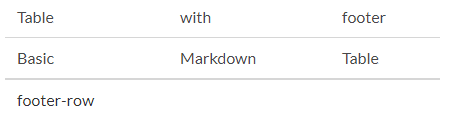 Table with footer
Basic Markdown Table
footer-row